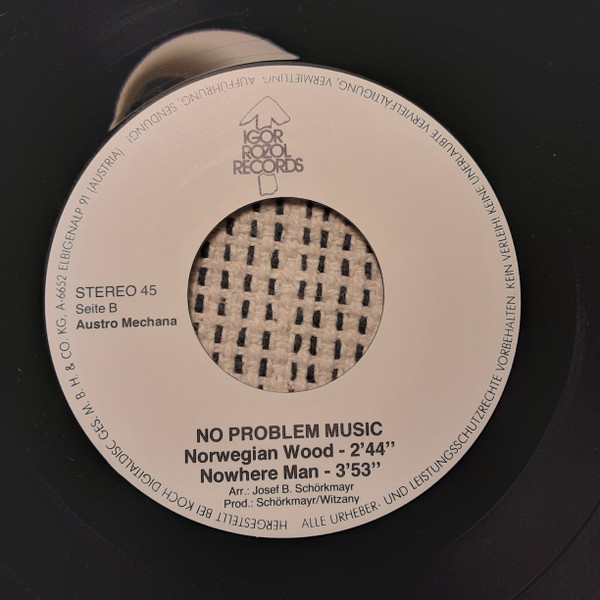 IGOR
ROZOL
RECORDS
STEREO 45
Seite B
Austro Mechana
NO PROBLEM MUSIC
Norwegian Wood - 2'44''
Nowhere Man - 3'53''
Arr.: Josef B. Schörkmayr
Prod.: Schörkmayr/Witzany
HERGESTELLT BEI KOCH DIGITALDISC GES. M. B. H. & CO. KG, A-6652 ELBIGENALP 91 (AUSTRIA)
ALLE URHEBER- UND LEISTUNGSSCHUTZRECHTE VORBEHALTEN. KEIN VERLEIH! KEINE UNERLAUBTE VERVIELFÄLTIGUNG, VERMIETUNG, AUFFÜHRUNG, SENDUNG!